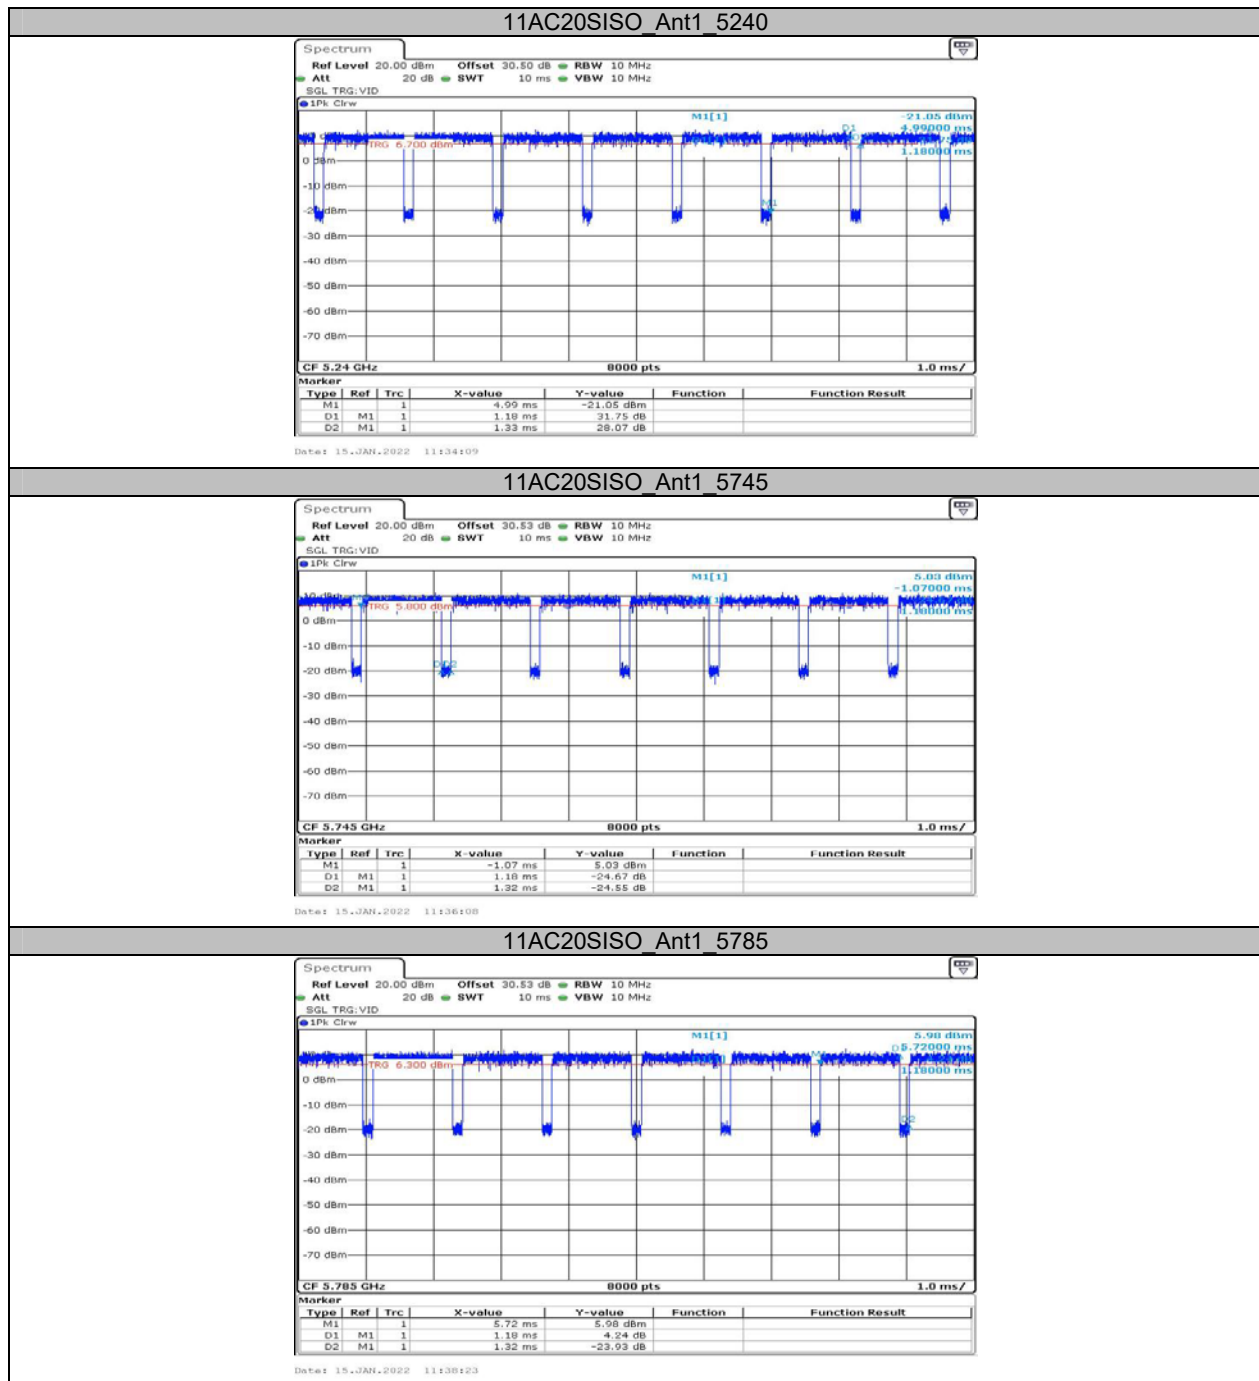 11AC20SISO_Ant1_5240
Spectrum
Ref Level 20.00 dBm Offset 30.50 dB RBW 10 MHz
Att 20 dB SWT 10 ms VBW 10 MHz
SGL TRG:VID
1Pk Clrw
M1[1] -21.05 dBm
4.99000 ms
D1
TRG 6.700 dBm
1.18000 ms
0 dBm
-10 dBm
-20 dBm
M1
-30 dBm
-40 dBm
-50 dBm
-60 dBm
-70 dBm
CF 5.24 GHz 8000 pts 1.0 ms/
Marker
Type Ref Trc X-value Y-value Function Function Result
M1 1 4.99 ms -21.05 dBm
D1 M1 1 1.18 ms 31.75 dB
D2 M1 1 1.33 ms 28.07 dB
Date: 15.JAN.2022 11:34:09
11AC20SISO_Ant1_5745
Spectrum
Ref Level 20.00 dBm Offset 30.53 dB RBW 10 MHz
Att 20 dB SWT 10 ms VBW 10 MHz
SGL TRG:VID
1Pk Clrw
M1[1] 5.03 dBm
-1.07000 ms
10 dBm
TRG 5.800 dBm
1.18000 ms
0 dBm
-10 dBm
D2
-20 dBm
-30 dBm
-40 dBm
-50 dBm
-60 dBm
-70 dBm
CF 5.745 GHz 8000 pts 1.0 ms/
Marker
Type Ref Trc X-value Y-value Function Function Result
M1 1 -1.07 ms 5.03 dBm
D1 M1 1 1.18 ms -24.67 dB
D2 M1 1 1.32 ms -24.55 dB
Date: 15.JAN.2022 11:36:08
11AC20SISO_Ant1_5785
Spectrum
Ref Level 20.00 dBm Offset 30.53 dB RBW 10 MHz
Att 20 dB SWT 10 ms VBW 10 MHz
SGL TRG:VID
1Pk Clrw
M1[1] 5.98 dBm
5.72000 ms
TRG 6.300 dBm
1.18000 ms
0 dBm
-10 dBm
D2
-20 dBm
-30 dBm
-40 dBm
-50 dBm
-60 dBm
-70 dBm
CF 5.785 GHz 8000 pts 1.0 ms/
Marker
Type Ref Trc X-value Y-value Function Function Result
M1 1 5.72 ms 5.98 dBm
D1 M1 1 1.18 ms 4.24 dB
D2 M1 1 1.32 ms -23.93 dB
Date: 15.JAN.2022 11:38:23